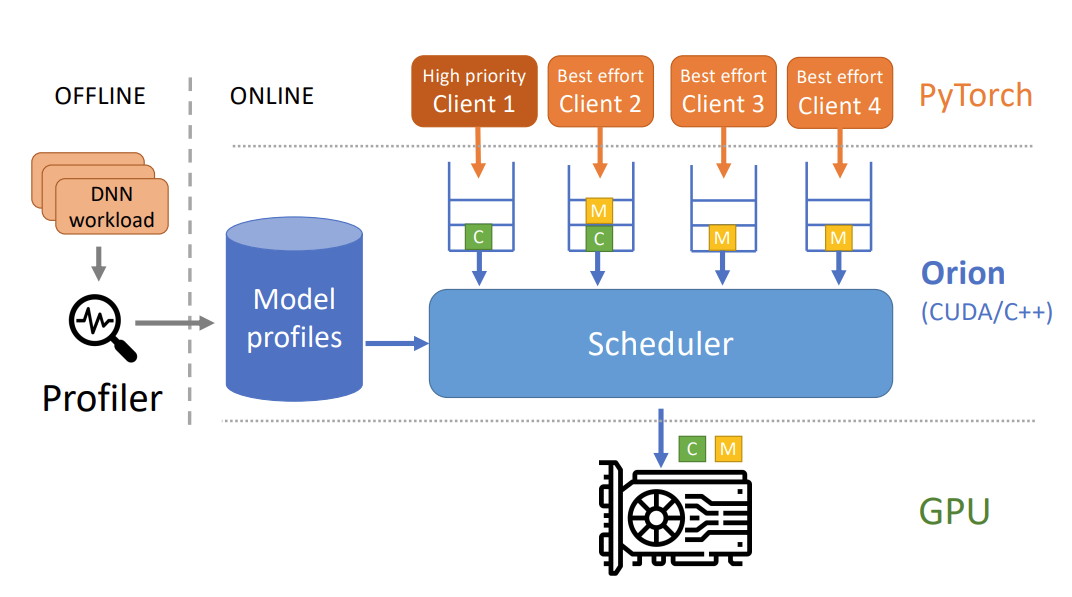 OFFLINE
ONLINE
High priority
Client 1
Best effort
Client 2
Best effort
Client 3
Best effort
Client 4
PyTorch
DNN
workload
Profiler
Model
profiles
C
M
C
M
M
Scheduler
Orion
(CUDA/C++)
C
M
GPU